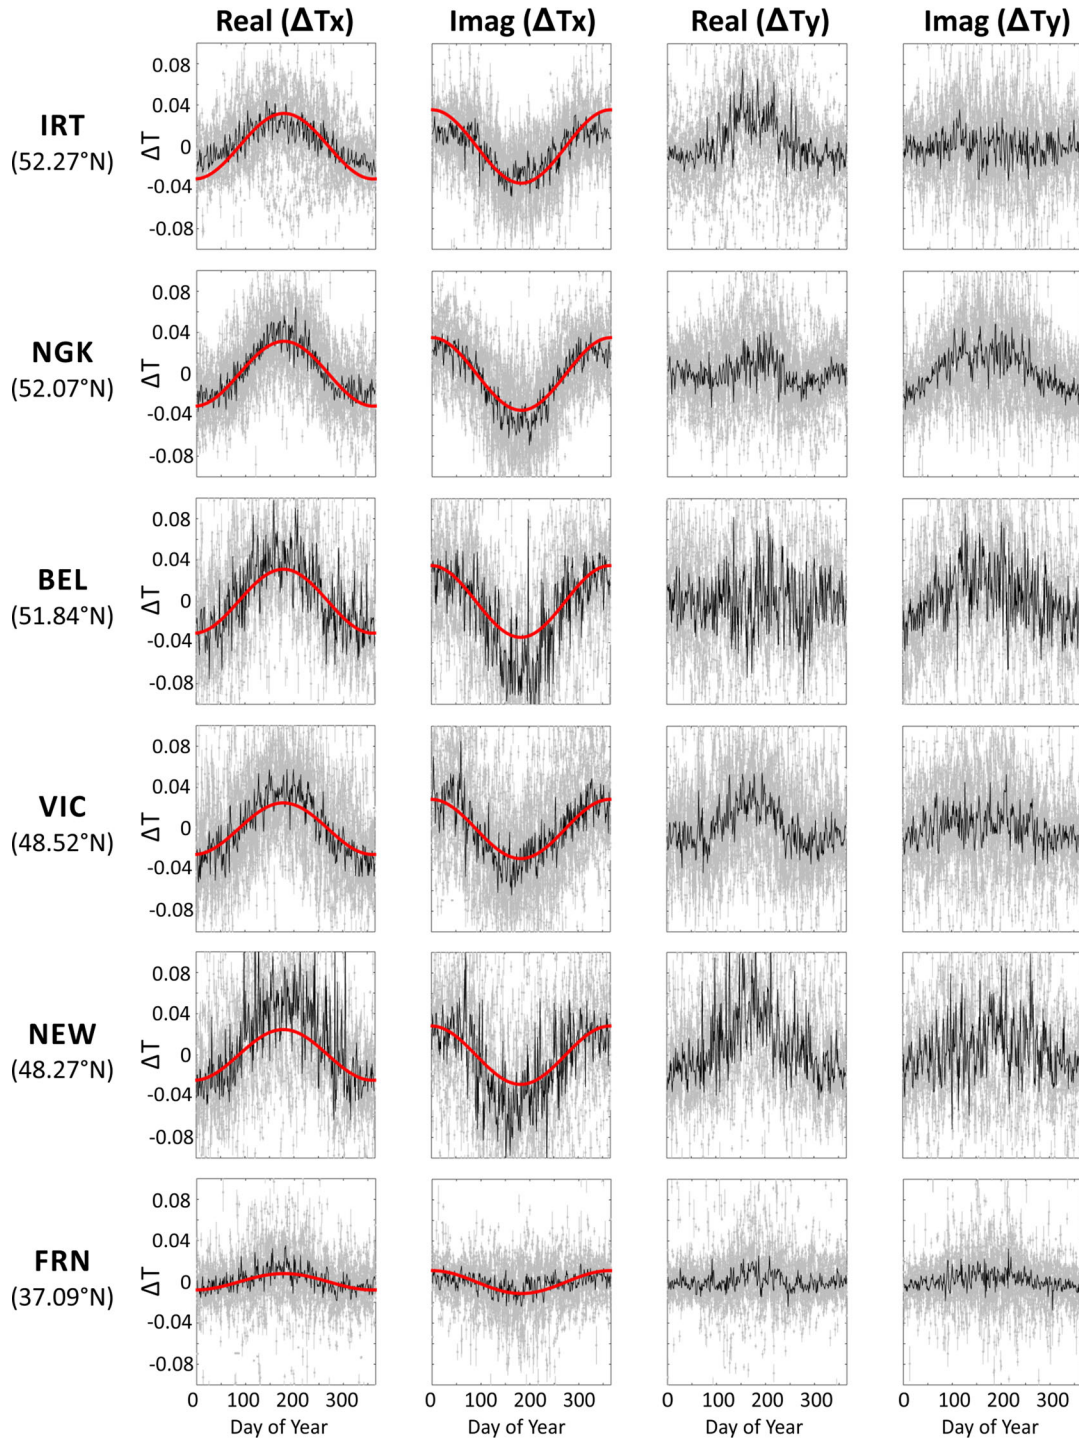 Real (ΔTx) Imag (ΔTx) Real (ΔTy) Imag (ΔTy)
0.08
0.04
0
-0.04
-0.08
ΔT
IRT
(52.27°N)
0.08
0.04
0
-0.04
-0.08
ΔT
NGK
(52.07°N)
0.08
0.04
0
-0.04
-0.08
ΔT
BEL
(51.84°N)
0.08
0.04
0
-0.04
-0.08
ΔT
VIC
(48.52°N)
0.08
0.04
0
-0.04
-0.08
ΔT
NEW
(48.27°N)
0.08
0.04
0
-0.04
-0.08
ΔT
FRN
(37.09°N)
0 100 200 300 0 100 200 300 0 100 200 300 0 100 200 300
Day of Year Day of Year Day of Year Day of Year